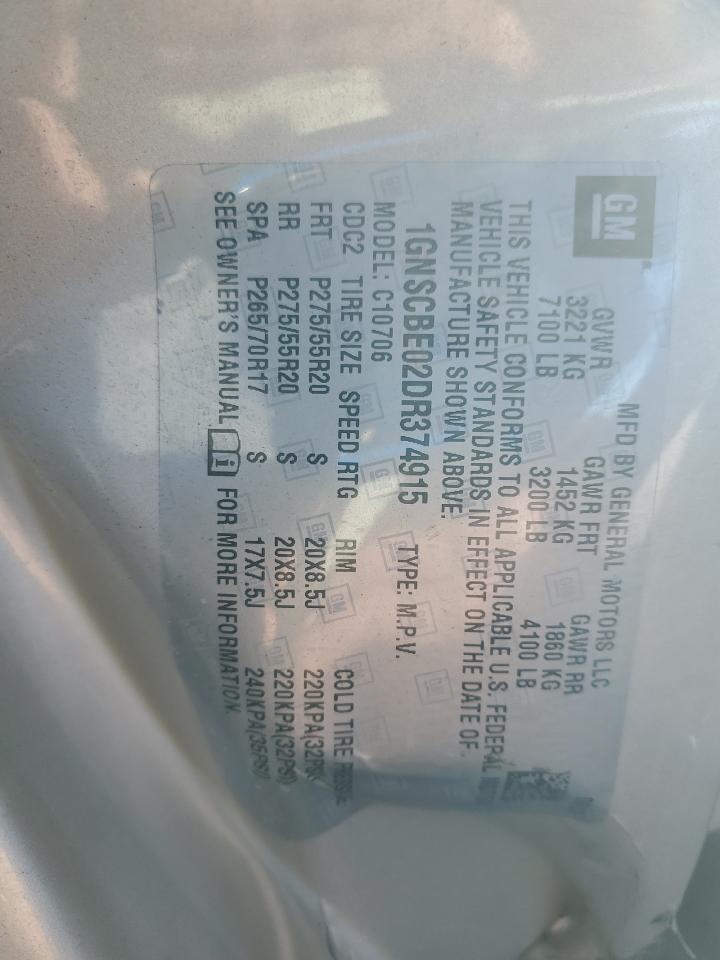 GM
MFD BY GENERAL MOTORS LLC
GVWR GAWR FRT GAWR RR
3221 KG 1452 KG 1860 KG
7100 LB 3200 LB 4100 LB
THIS VEHICLE CONFORMS TO ALL APPLICABLE U.S. FEDERAL
VEHICLE SAFETY STANDARDS IN EFFECT ON THE DATE OF
MANUFACTURE SHOWN ABOVE.
1GNSCBE02DR374915 TYPE: M.P.V.
MODEL: C10706
CDC2 TIRE SIZE SPEED RTG RIM COLD TIRE
FRT P275/55R20 S 20X8.5J 220KPA(32PSI)
RR P275/55R20 S 20X8.5J 220KPA(32PSI)
SPA P265/70R17 S 17X7.5J 240KPA(35PSI)
SEE OWNER'S MANUAL FOR MORE INFORMATION.